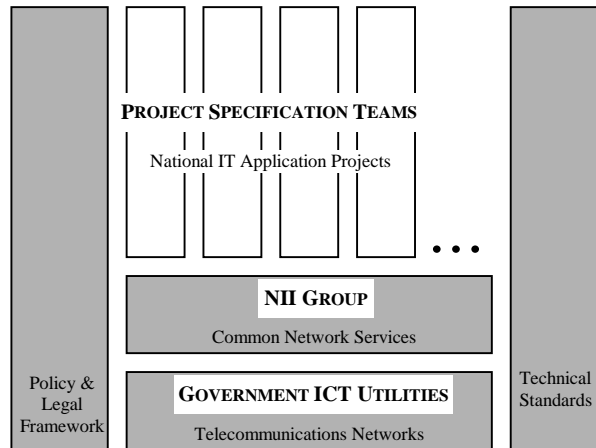 PROJECT SPECIFICATION TEAMS
National IT Application Projects
...
NII GROUP
Common Network Services
GOVERNMENT ICT UTILITIES
Telecommunications Networks
Policy &
Legal
Framework
Technical
Standards